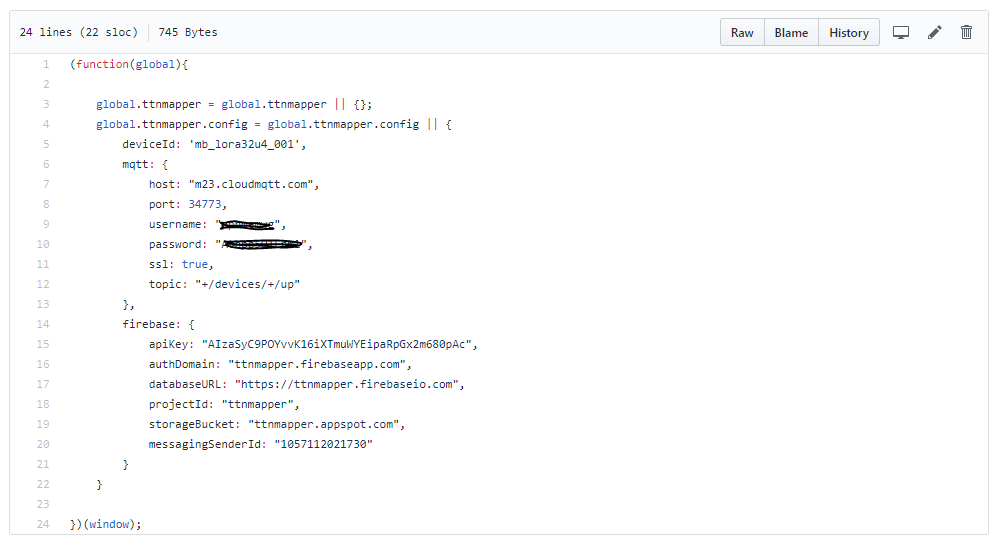 24 lines (22 sloc) 745 Bytes Raw Blame History
1 (function(global){
2
3 global.ttnmapper = global.ttnmapper || {};
4 global.ttnmapper.config = global.ttnmapper.config || {
5 deviceId: 'mb_lora32u4_001',
6 mqtt: {
7 host: "m23.cloudmqtt.com",
8 port: 34773,
9 username: "",
10 password: "",
11 ssl: true,
12 topic: "+/devices/+/up"
13 },
14 firebase: {
15 apiKey: "AIzaSyC9POYvvK16iXTmuWYEipaRpGx2m680pAc",
16 authDomain: "ttnmapper.firebaseapp.com",
17 databaseURL: "https://ttnmapper.firebaseio.com",
18 projectId: "ttnmapper",
19 storageBucket: "ttnmapper.appspot.com",
20 messagingSenderId: "1057112021730"
21 }
22 }
23
24 })(window);